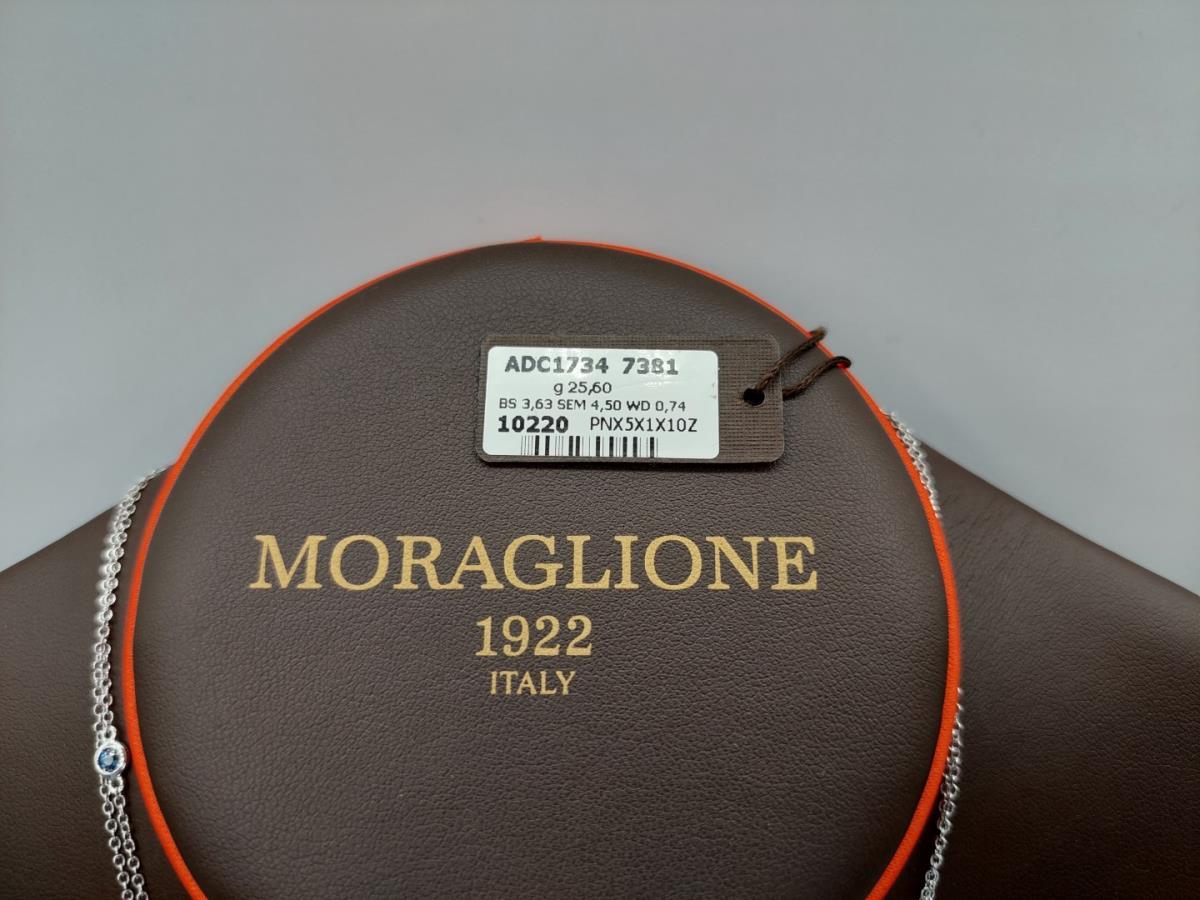 ADC1734 7381
g 25,60
BS 3,63 SEM 4,50 WD 0,74
10220 PNX5X1X10Z
MORAGLIONE
1922
ITALY